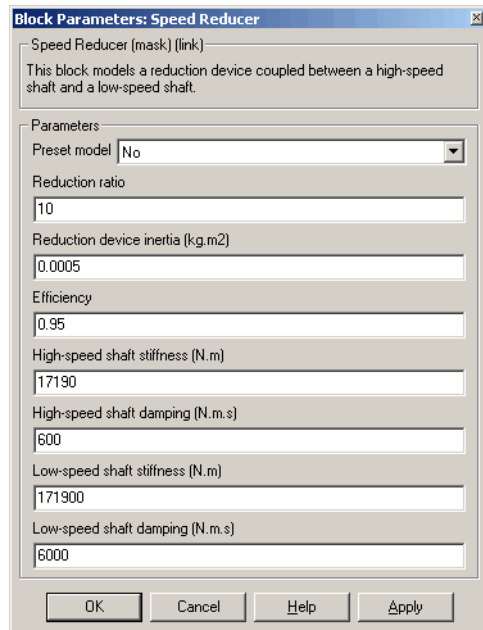 Block Parameters: Speed Reducer
Speed Reducer (mask) (link)
This block models a reduction device coupled between a high-speed
shaft and a low-speed shaft.
Parameters
Preset model No
Reduction ratio
10
Reduction device inertia (kg.m2)
0.0005
Efficiency
0.95
High-speed shaft stiffness (N.m)
17190
High-speed shaft damping (N.m.s)
600
Low-speed shaft stiffness (N.m)
171900
Low-speed shaft damping (N.m.s)
6000
OK Cancel Help Apply